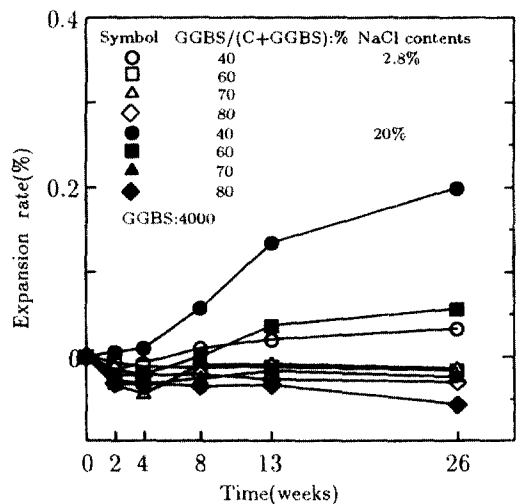 Symbol GGBS/(C+GGBS):% NaCl contents
40 2.8%
60
70
80
40 20%
60
70
80
GGBS:4000
0.4
0.2
0
Expansion rate(%)
0 2 4 8 13 26
Time(weeks)